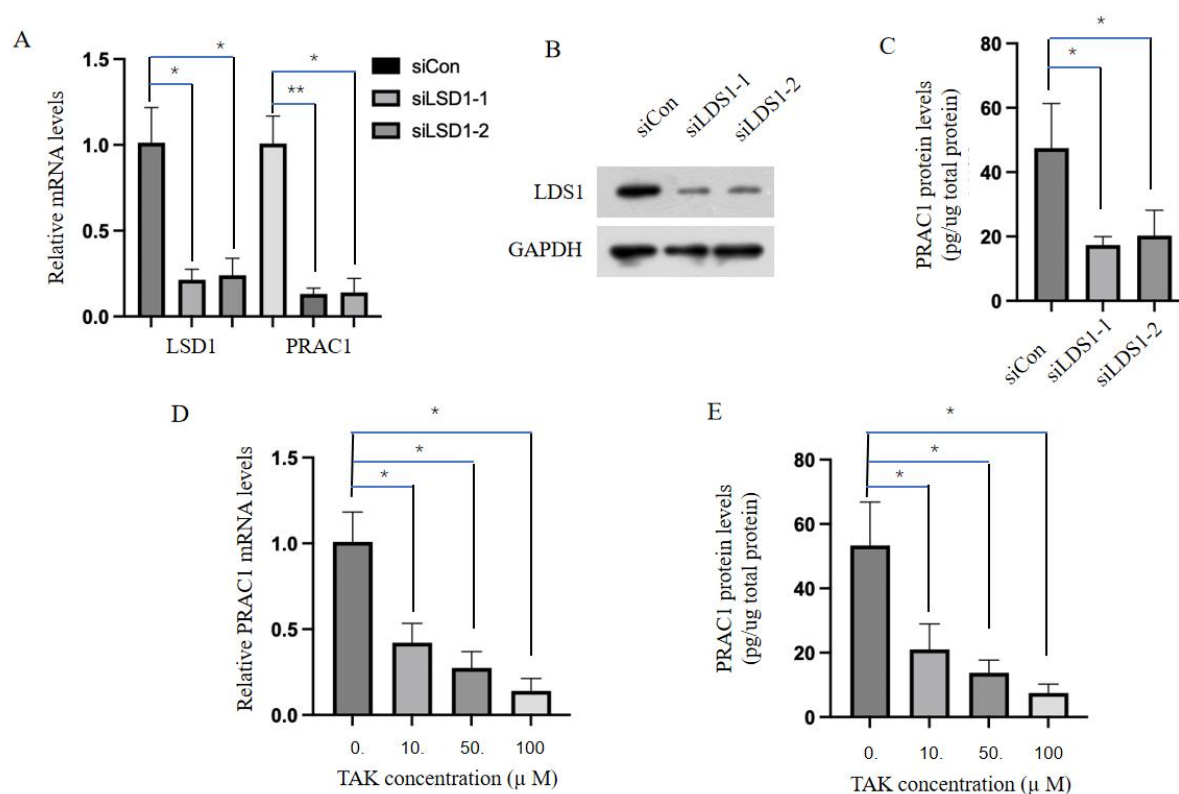 A
Relative mRNA levels
1.5
1.0
0.5
0.0
*
*
*
**
siCon
siLSD1-1
siLSD1-2
LSD1
PRAC1
B
siCon
siLDS1-1
siLDS1-2
LDS1
GAPDH
C
PRAC1 protein levels
(pg/ug total protein)
80
60
40
20
0
*
*
siCon
siLDS1-1
siLDS1-2
D
Relative PRAC1 mRNA levels
1.5
1.0
0.5
0.0
*
*
*
0. 10. 50. 100
TAK concentration (µ M)
E
PRAC1 protein levels
(pg/ug total protein)
80
60
40
20
0
*
*
*
0. 10. 50. 100
TAK concentration (µ M)